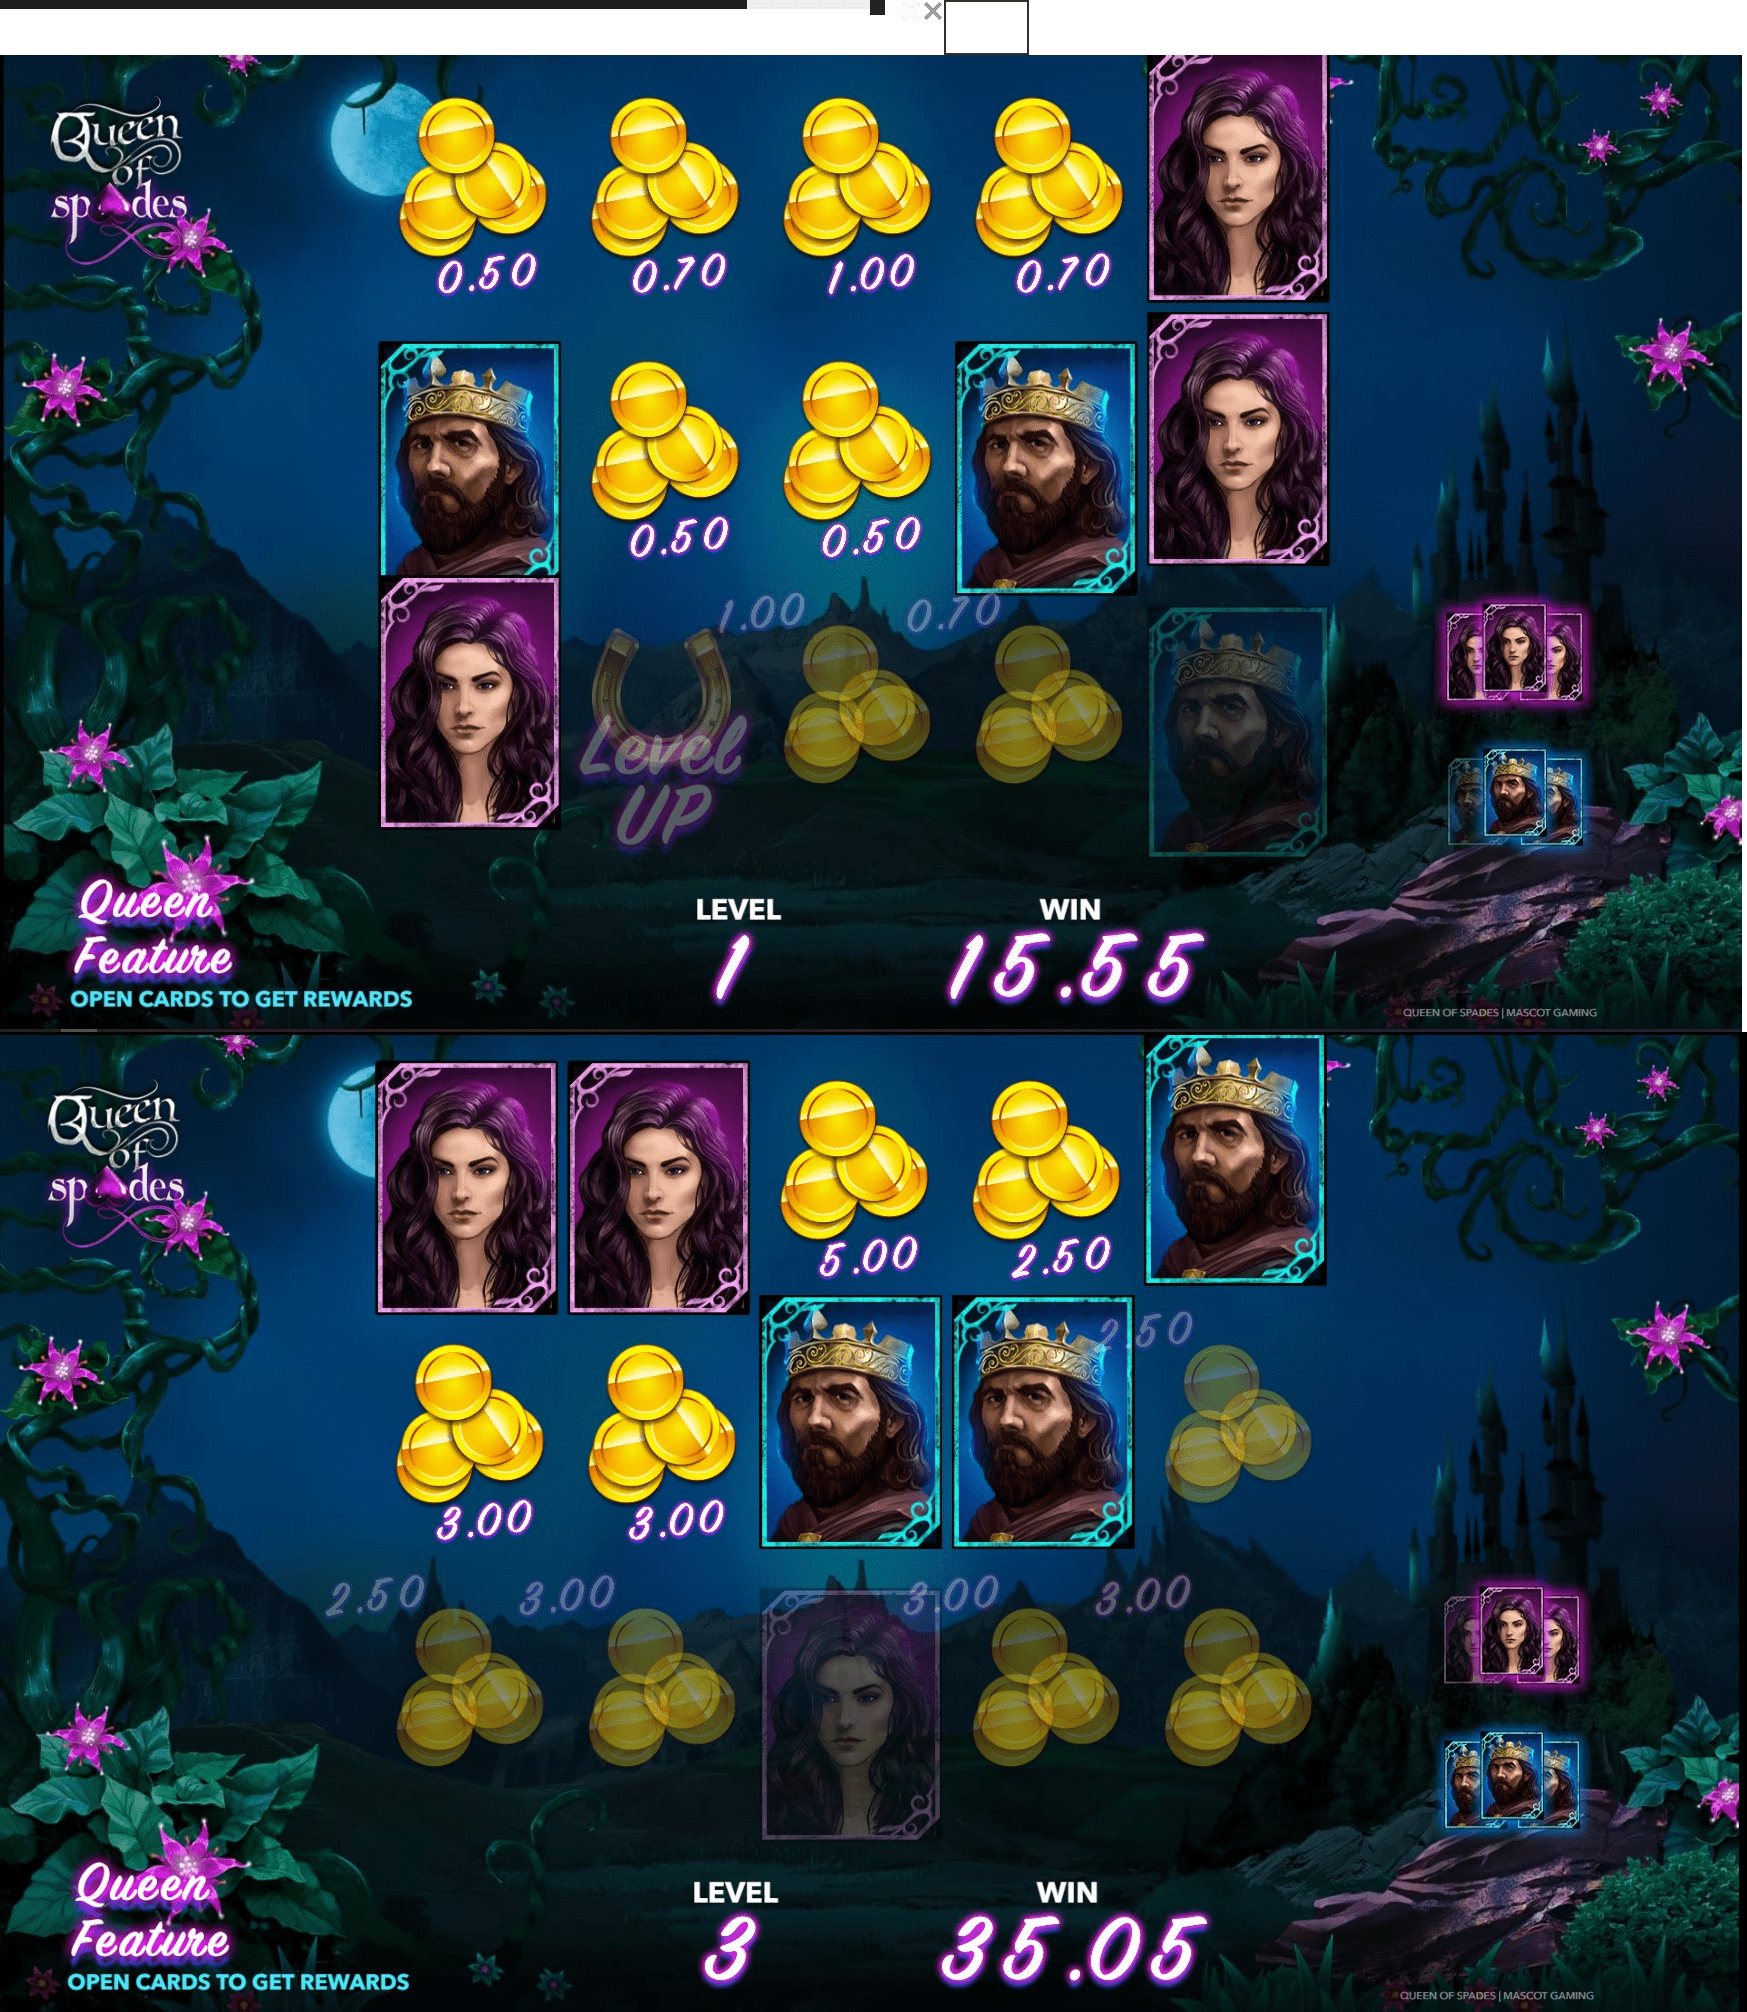 Queen
of
spades
0.50
0.70
1.00
0.70
0.50
0.50
1.00
0.70
Level
UP
LEVEL
WIN
1
15.55
Queen
Feature
OPEN CARDS TO GET REWARDS
QUEEN OF SPADES | MASCOT GAMING
Queen
of
spades
5.00
2.50
2.50
3.00
3.00
2.50
3.00
3.00
3.00
LEVEL
WIN
3
35.05
Queen
Feature
OPEN CARDS TO GET REWARDS
QUEEN OF SPADES | MASCOT GAMING